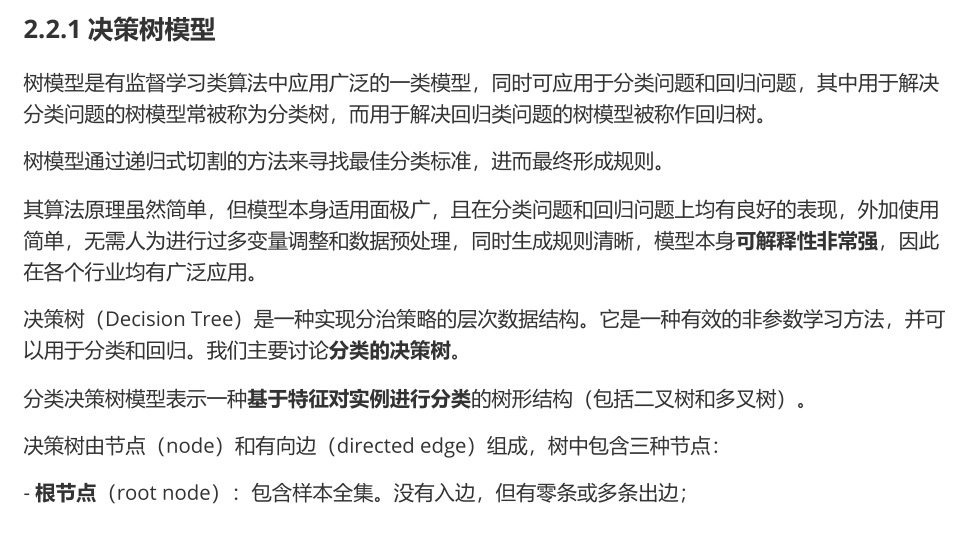 2.2.1 决策树模型
树模型是有监督学习类算法中应用广泛的一类模型，同时可应用于分类问题和回归问题，其中用于解决
分类问题的树模型常被称为分类树，而用于解决回归类问题的树模型被称作回归树。
树模型通过递归式切割的方法来寻找最佳分类标准，进而最终形成规则。
其算法原理虽然简单，但模型本身适用面极广，且在分类问题和回归问题上均有良好的表现，外加使用
简单，无需人为进行过多变量调整和数据预处理，同时生成规则清晰，模型本身可解释性非常强，因此
在各个行业均有广泛应用。
决策树（Decision Tree）是一种实现分治策略的层次数据结构。它是一种有效的非参数学习方法，并可
以用于分类和回归。我们主要讨论分类的决策树。
分类决策树模型表示一种基于特征对实例进行分类的树形结构（包括二叉树和多叉树）。
决策树由节点（node）和有向边（directed edge）组成，树中包含三种节点：
- 根节点（root node）：包含样本全集。没有入边，但有零条或多条出边；